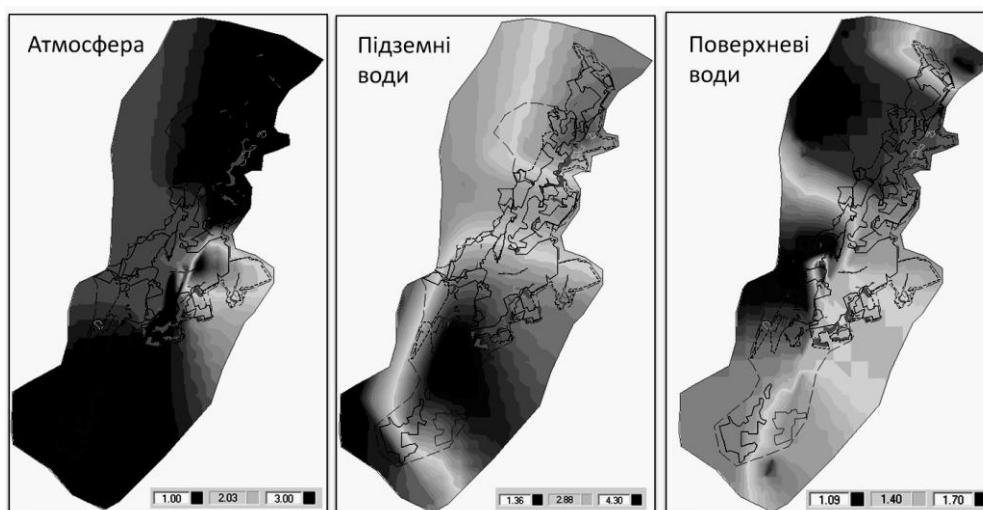 Атмосфера
1.00 2.03 3.00
Підземні
води
1.36 2.88 4.30
Поверхневі
води
1.09 1.40 1.70